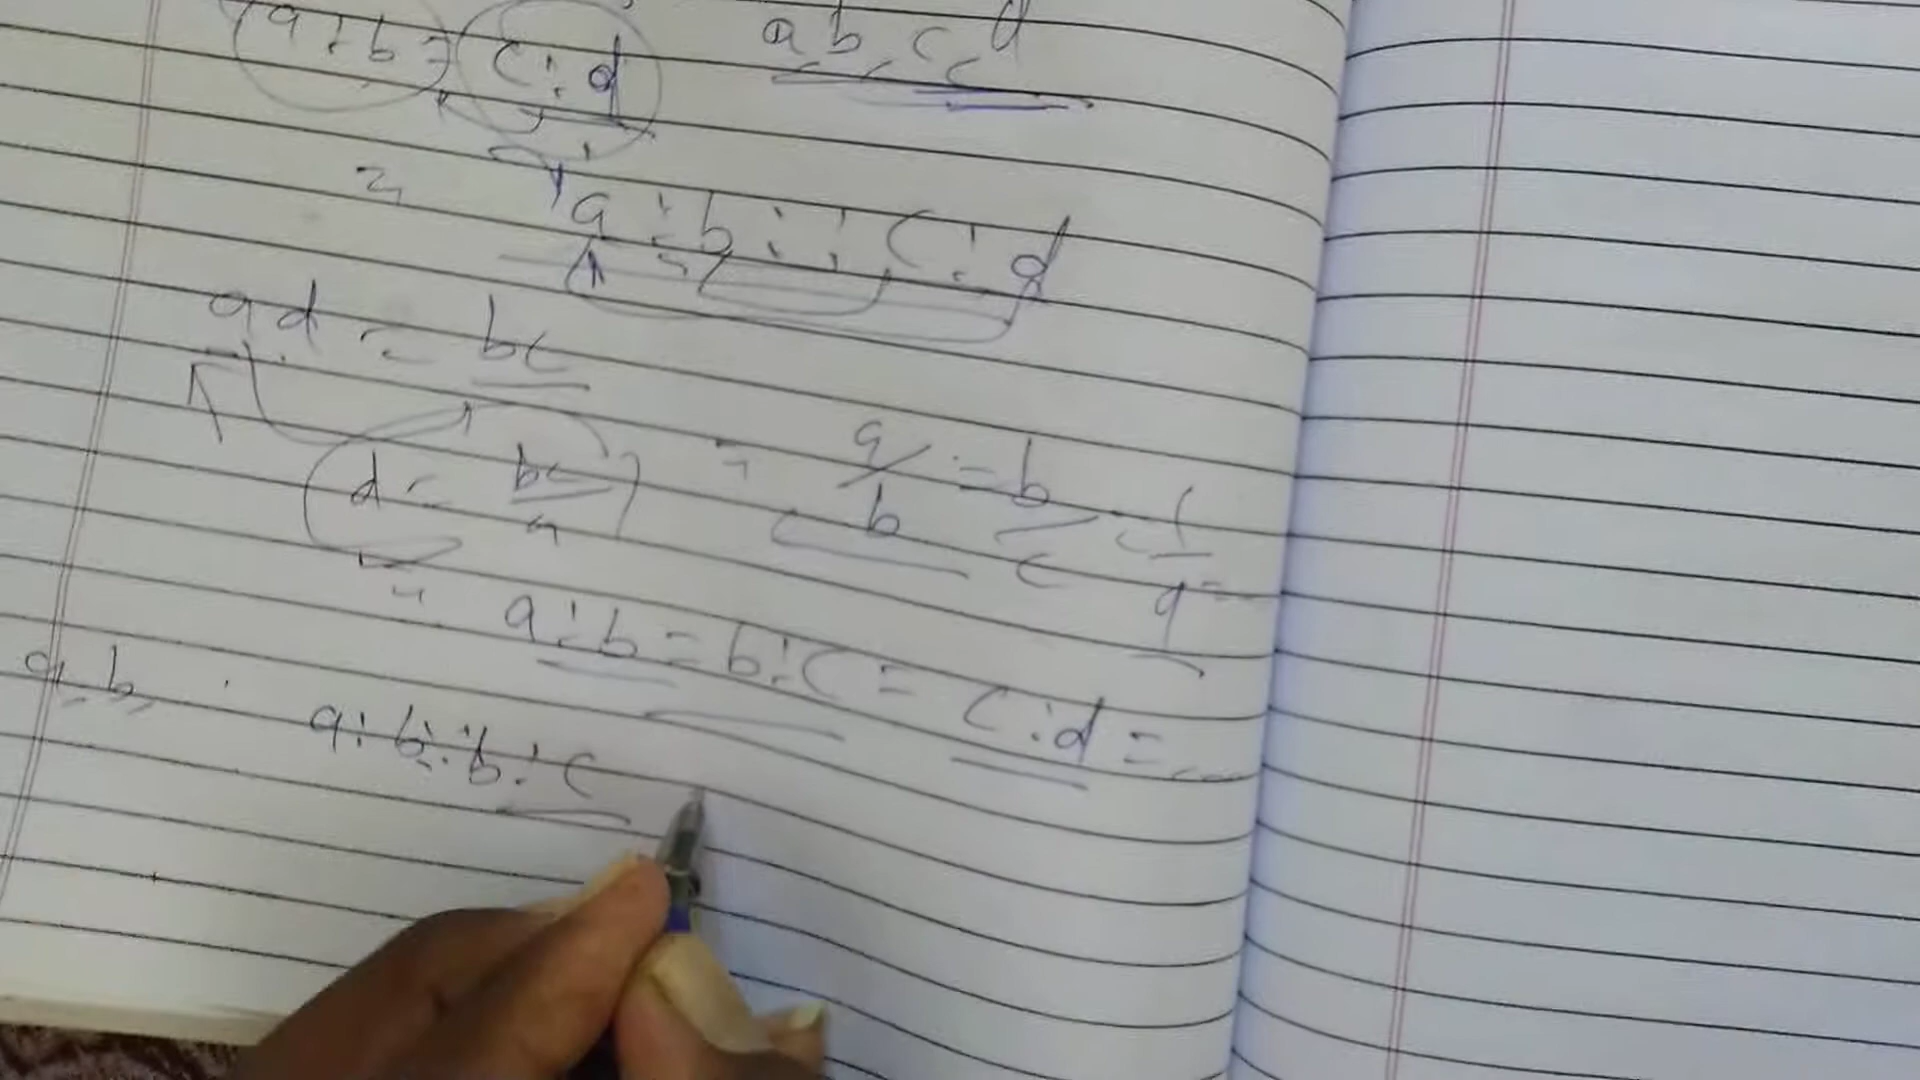 a:b = c:d a, b, c, d
a:b :: c:d
ad = bc
d = bc/a = a/b = b/c = c/d =
= a:b = b:c = c:d = ...
a, b, a:b :: b:c